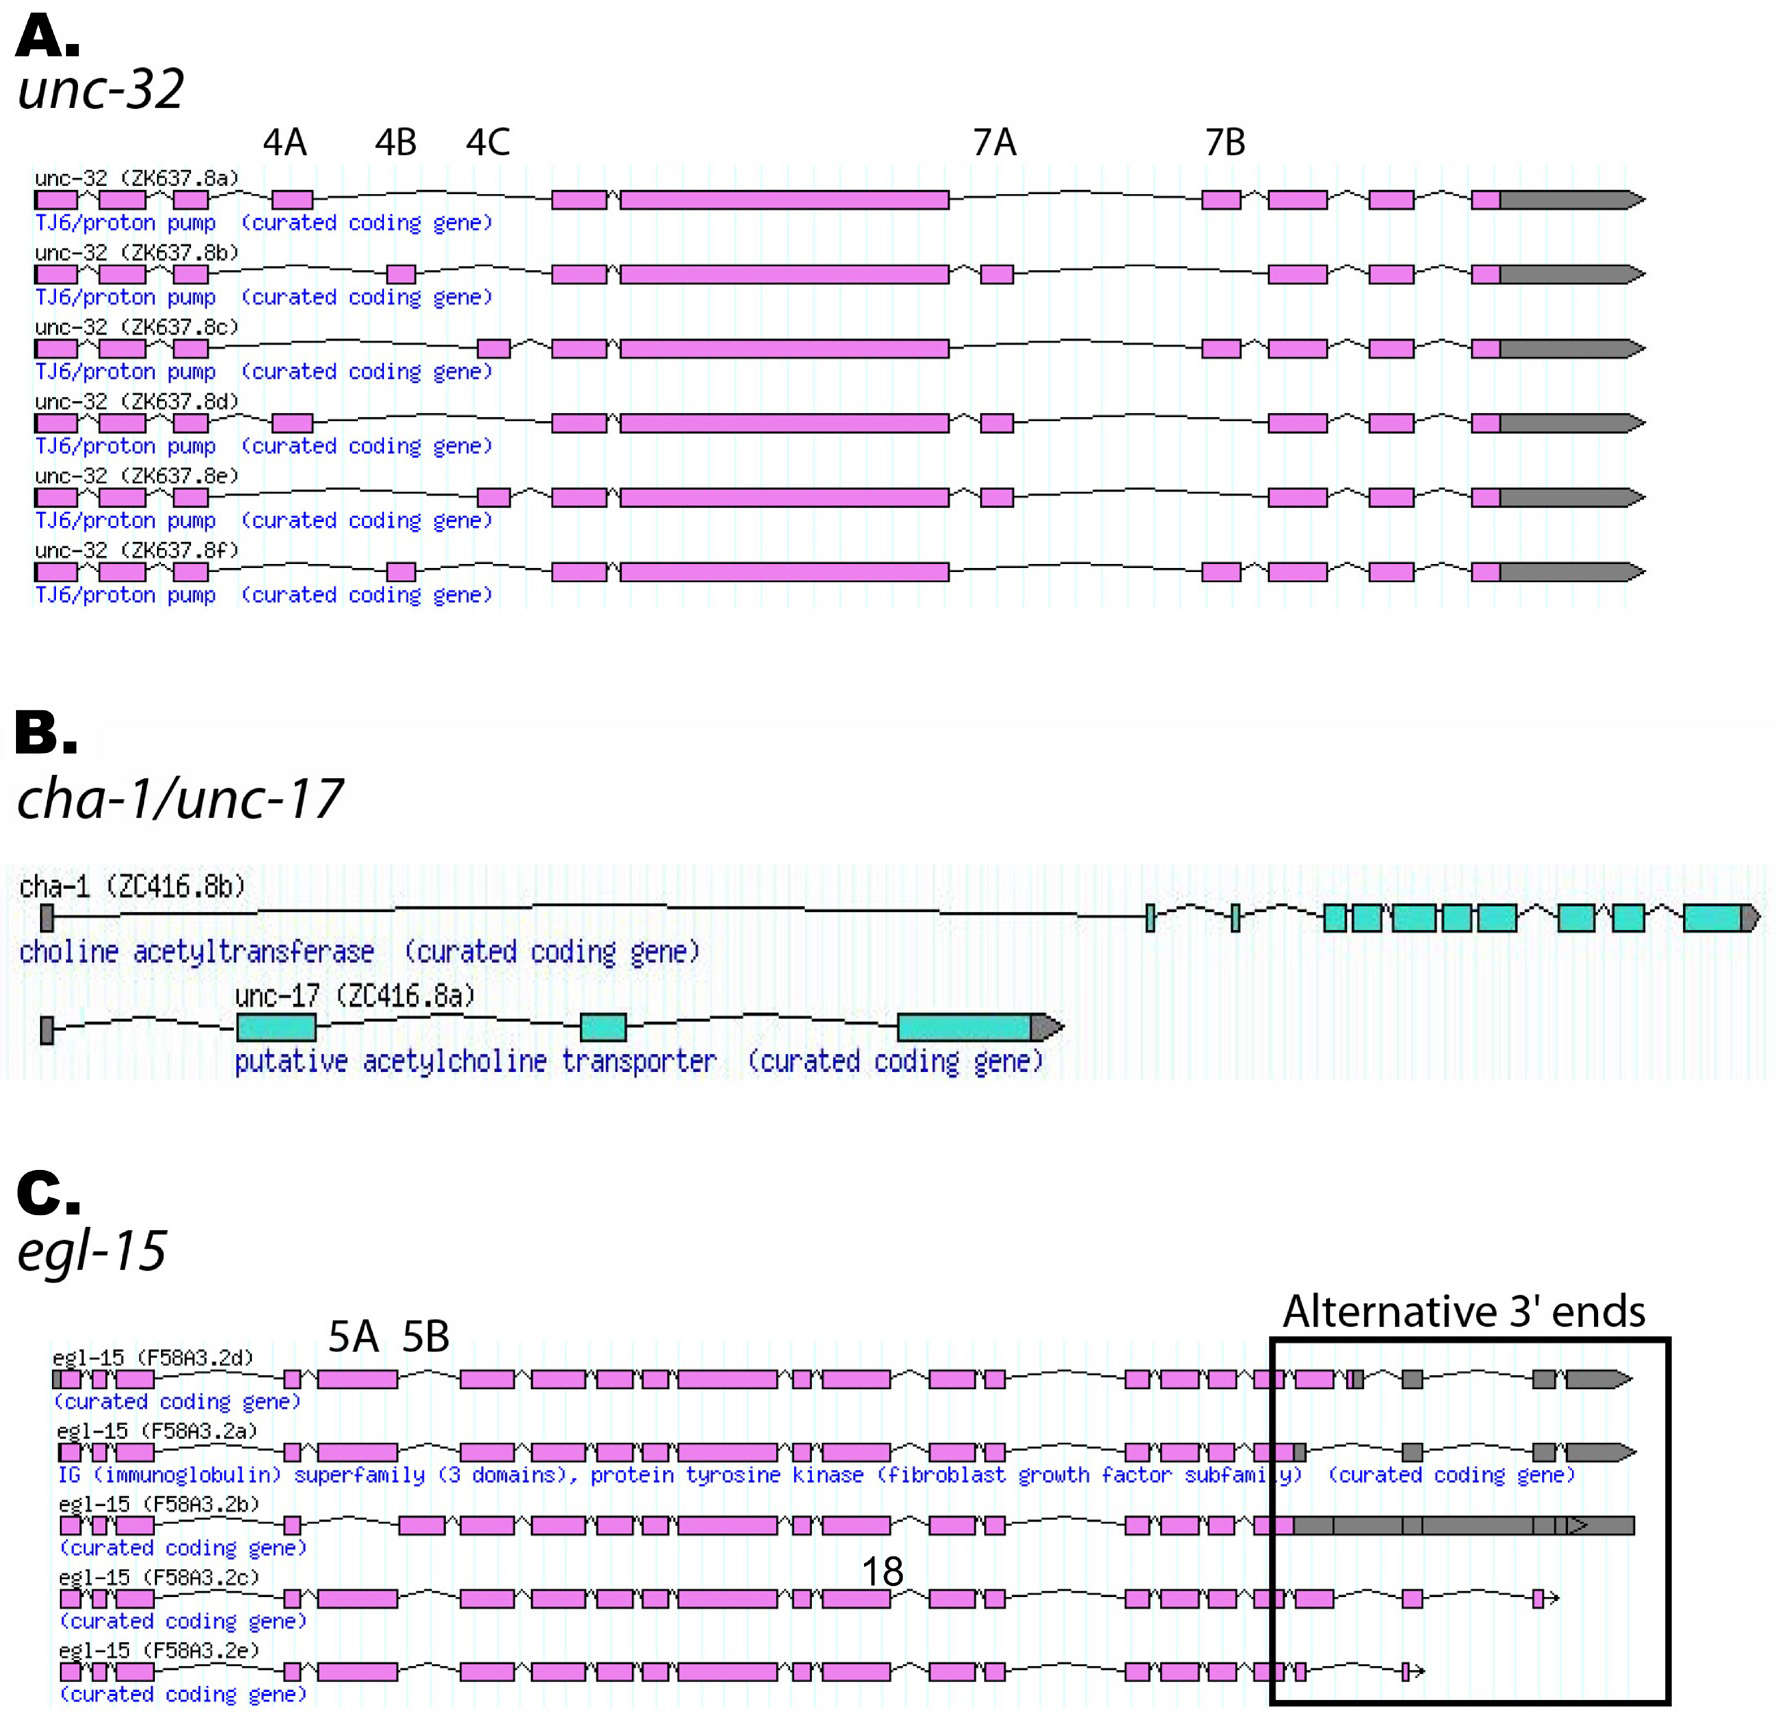 A.
unc-32
4A 4B 4C 7A 7B
unc-32 (ZK637.8a)
TJ6/proton pump (curated coding gene)
unc-32 (ZK637.8b)
TJ6/proton pump (curated coding gene)
unc-32 (ZK637.8c)
TJ6/proton pump (curated coding gene)
unc-32 (ZK637.8d)
TJ6/proton pump (curated coding gene)
unc-32 (ZK637.8e)
TJ6/proton pump (curated coding gene)
unc-32 (ZK637.8f)
TJ6/proton pump (curated coding gene)
B.
cha-1/unc-17
cha-1 (ZC416.8b)
choline acetyltransferase (curated coding gene)
unc-17 (ZC416.8a)
putative acetylcholine transporter (curated coding gene)
C.
egl-15
Alternative 3' ends
5A 5B
egl-15 (F58A3.2d)
(curated coding gene)
egl-15 (F58A3.2a)
IG (immunoglobulin) superfamily (3 domains), protein tyrosine kinase (fibroblast growth factor subfamily) (curated coding gene)
egl-15 (F58A3.2b)
(curated coding gene)
18
egl-15 (F58A3.2c)
(curated coding gene)
egl-15 (F58A3.2e)
(curated coding gene)